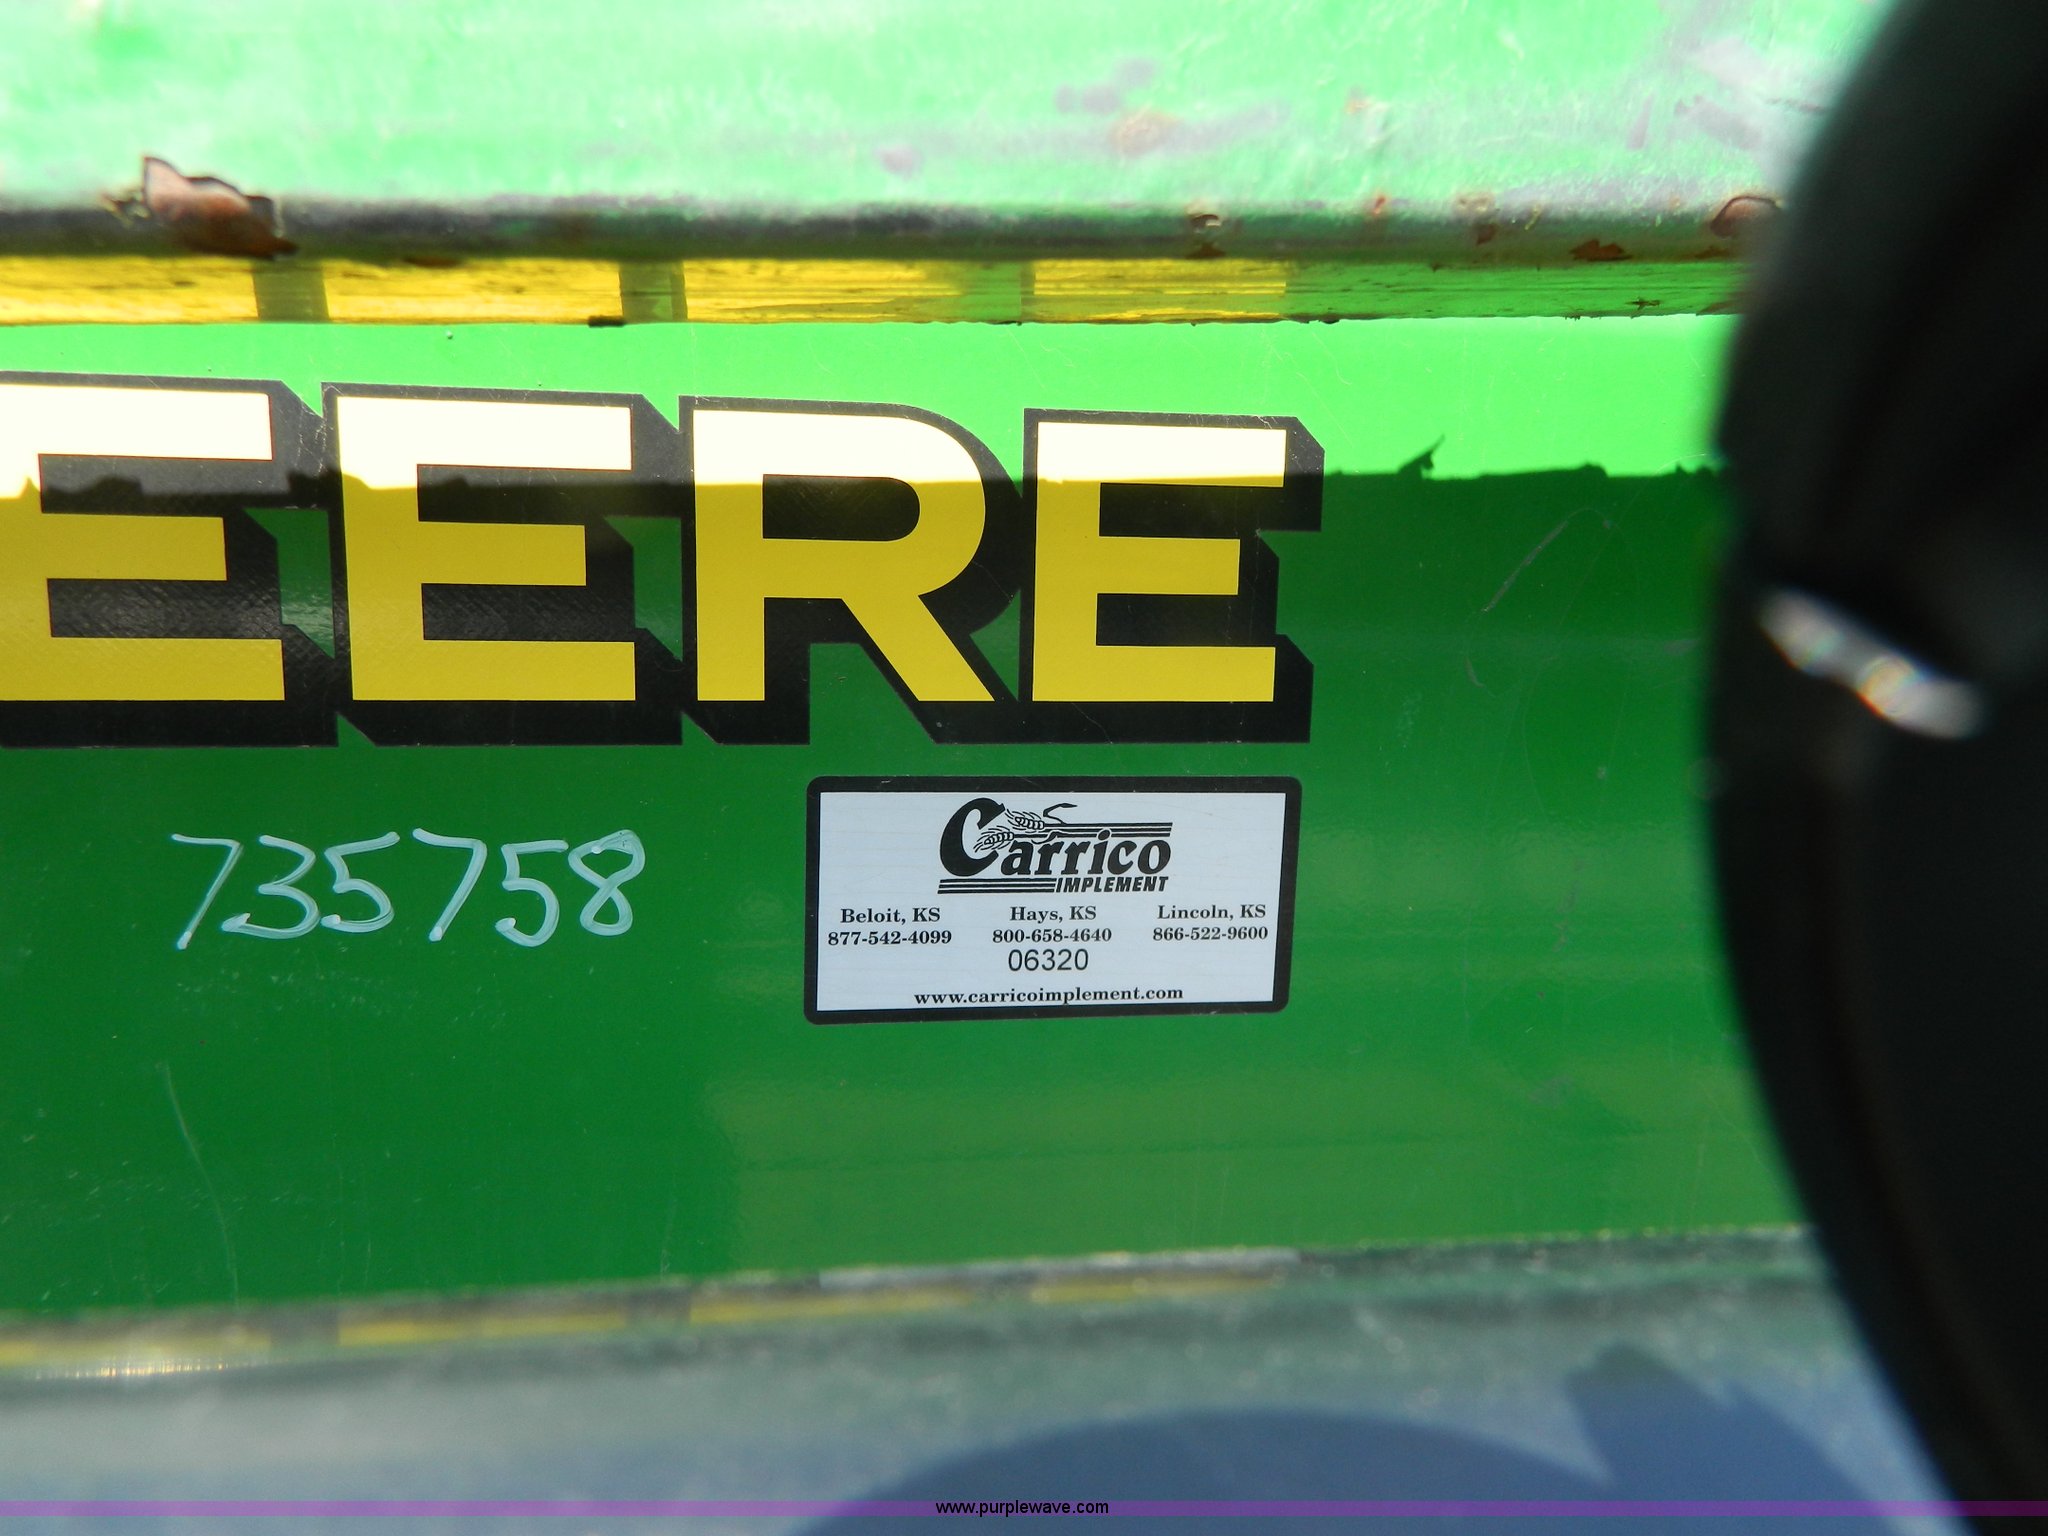 EERE
735758
Carrico
IMPLEMENT
Beloit, KS Hays, KS Lincoln, KS
877-542-4099 800-658-4640 866-522-9600
06320
www.carricoimplement.com
www.purplewave.com